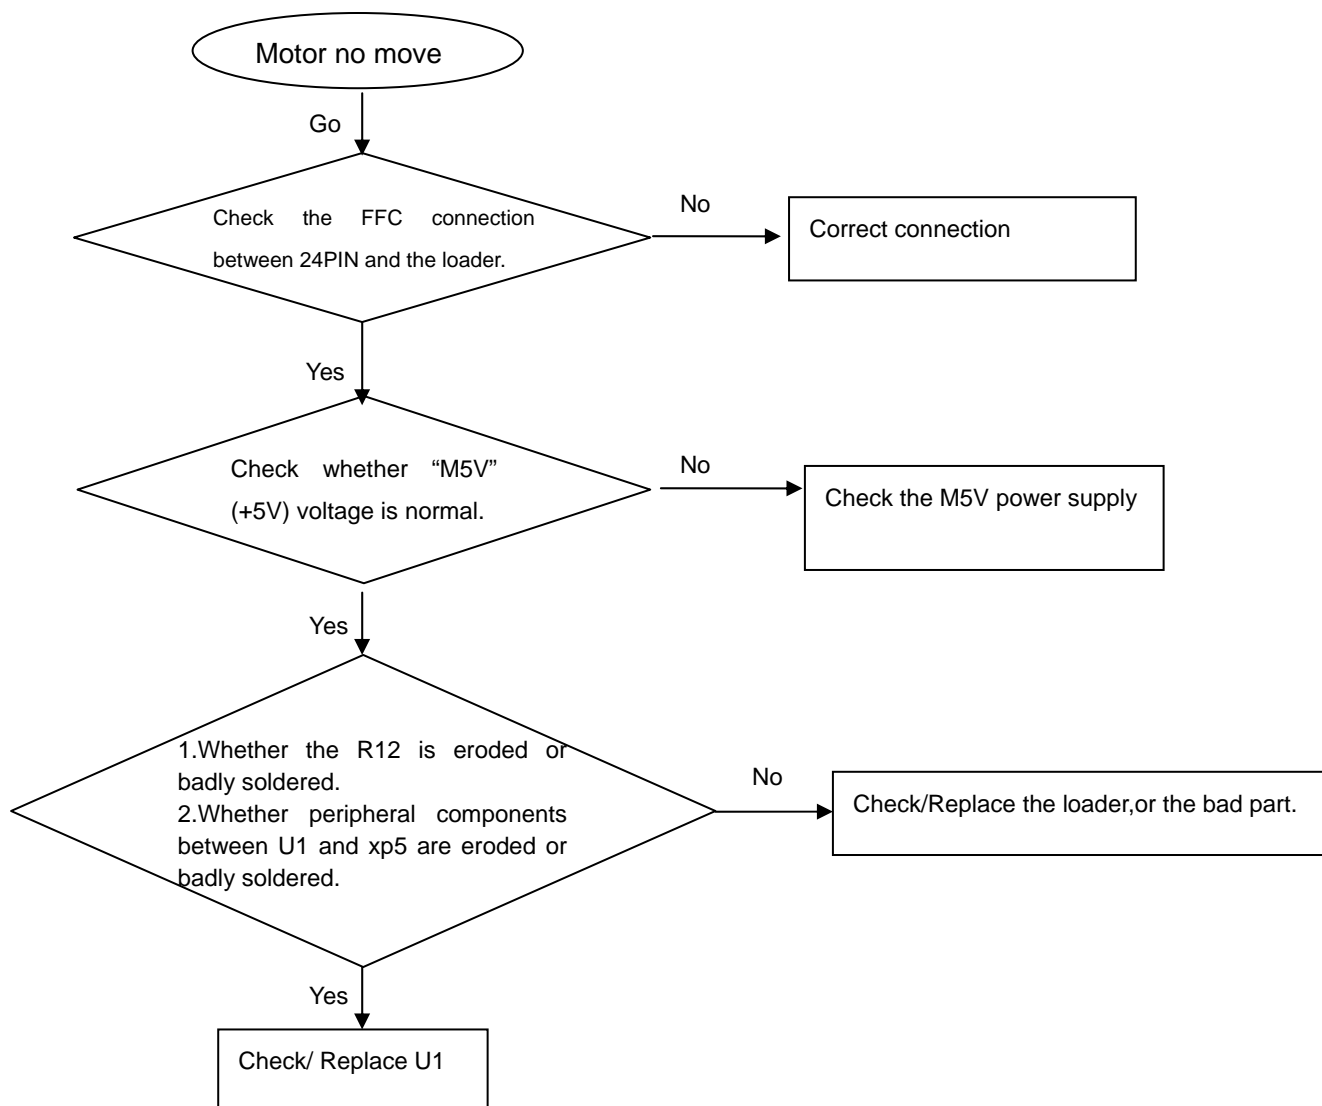 Motor no move
Go
Check the FFC connection
between 24PIN and the loader.
No
Correct connection
Yes
Check whether “M5V”
(+5V) voltage is normal.
No
Check the M5V power supply
Yes
1.Whether the R12 is eroded or
badly soldered.
2.Whether peripheral components
between U1 and xp5 are eroded or
badly soldered.
No
Check/Replace the loader,or the bad part.
Yes
Check/ Replace U1